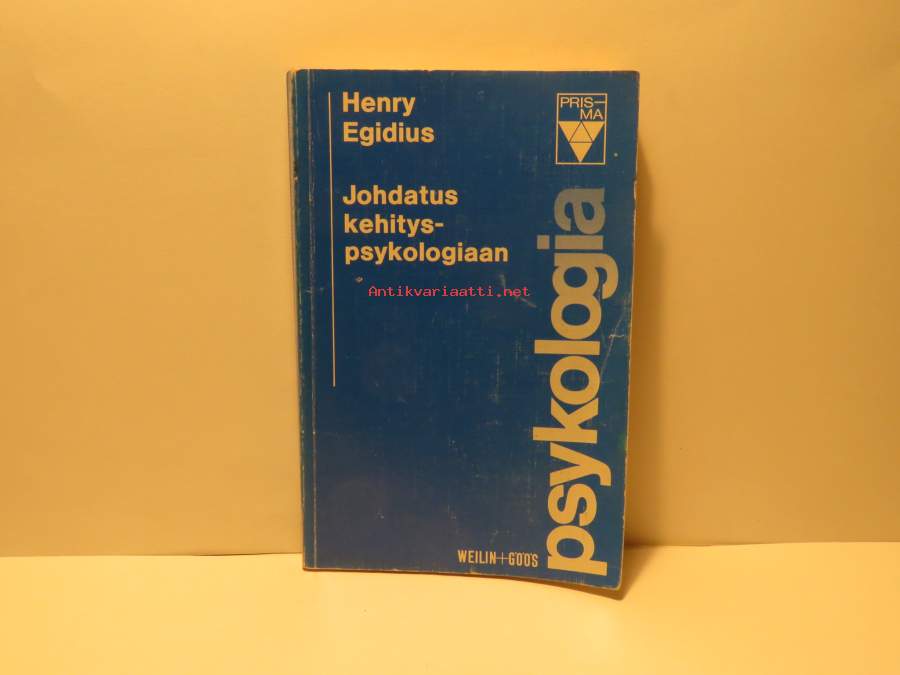 Henry
Egidius
PRIS-
MA
Johdatus
kehitys-
psykologiaan
Antikvariaatti.net
psykologia
WEILIN+GÖÖS